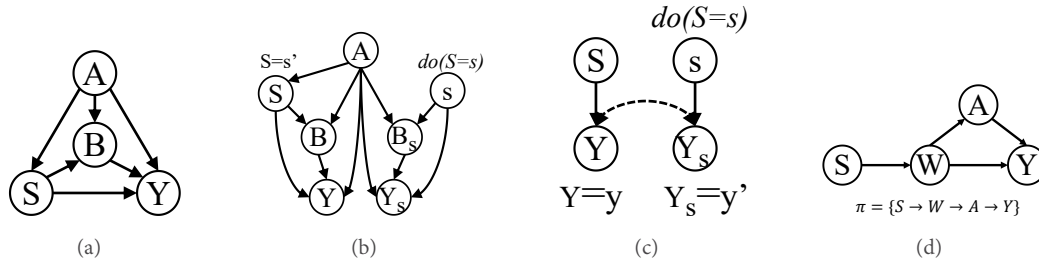 A
B
S
Y
(a)
S=s'
A
do(S=s)
S
s
B
B_s
Y
Y_s
(b)
do(S=s)
S
s
Y
Y_s
Y=y
Y_s=y'
(c)
A
S
W
Y
π = {S → W → A → Y}
(d)